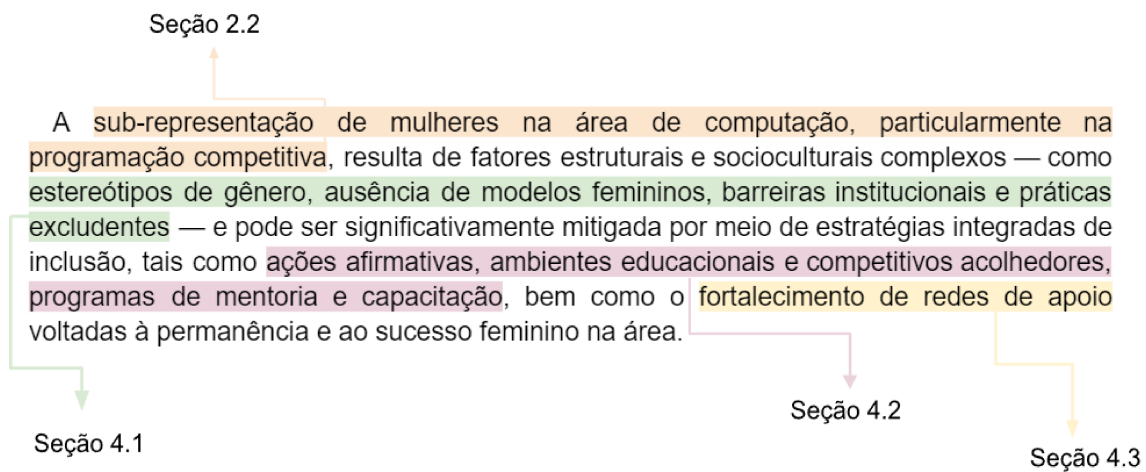 Seção 2.2
A sub-representação de mulheres na área de computação, particularmente na
programação competitiva, resulta de fatores estruturais e socioculturais complexos — como
estereótipos de gênero, ausência de modelos femininos, barreiras institucionais e práticas
excludentes — e pode ser significativamente mitigada por meio de estratégias integradas de
inclusão, tais como ações afirmativas, ambientes educacionais e competitivos acolhedores,
programas de mentoria e capacitação, bem como o fortalecimento de redes de apoio
voltadas à permanência e ao sucesso feminino na área.
Seção 4.2
Seção 4.1
Seção 4.3